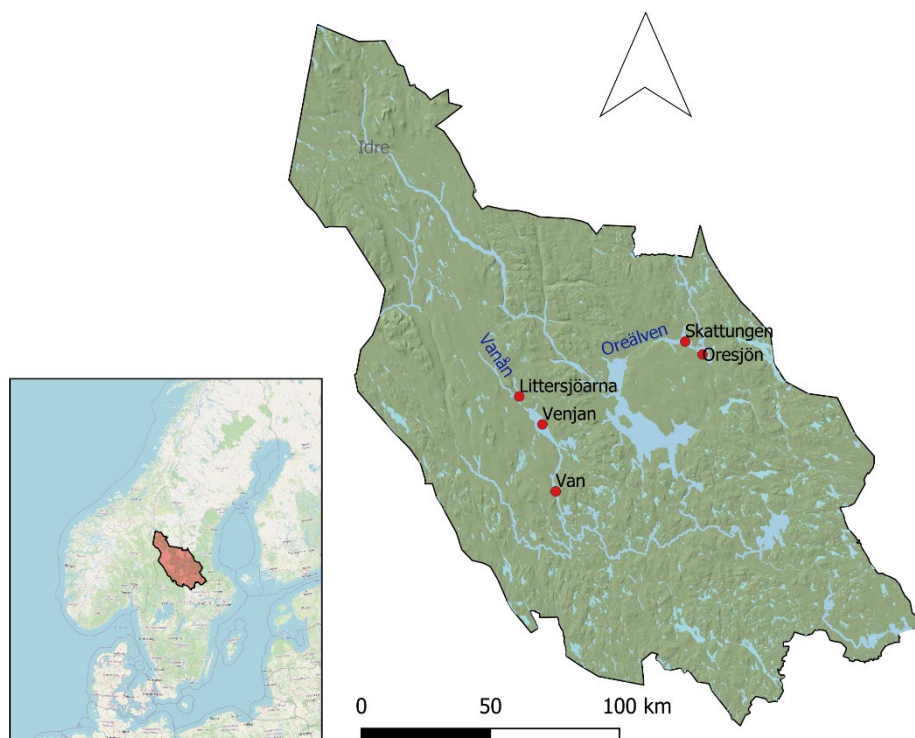 Idre
Oreälven
Skattungen
Oresjön
Vanån
Littersjöarna
Venjan
Van
0 50 100 km